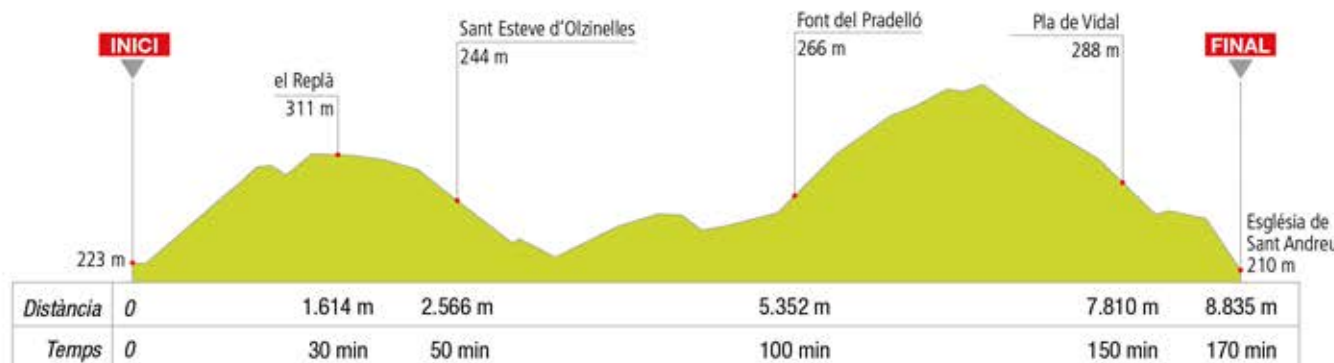 INICI
el Replà
311 m
Sant Esteve d'Olzinelles
244 m
Font del Pradelló
266 m
Pla de Vidal
288 m
FINAL
223 m
Església de
Sant Andreu
210 m
Distància 0 1.614 m 2.566 m 5.352 m 7.810 m 8.835 m
Temps 0 30 min 50 min 100 min 150 min 170 min